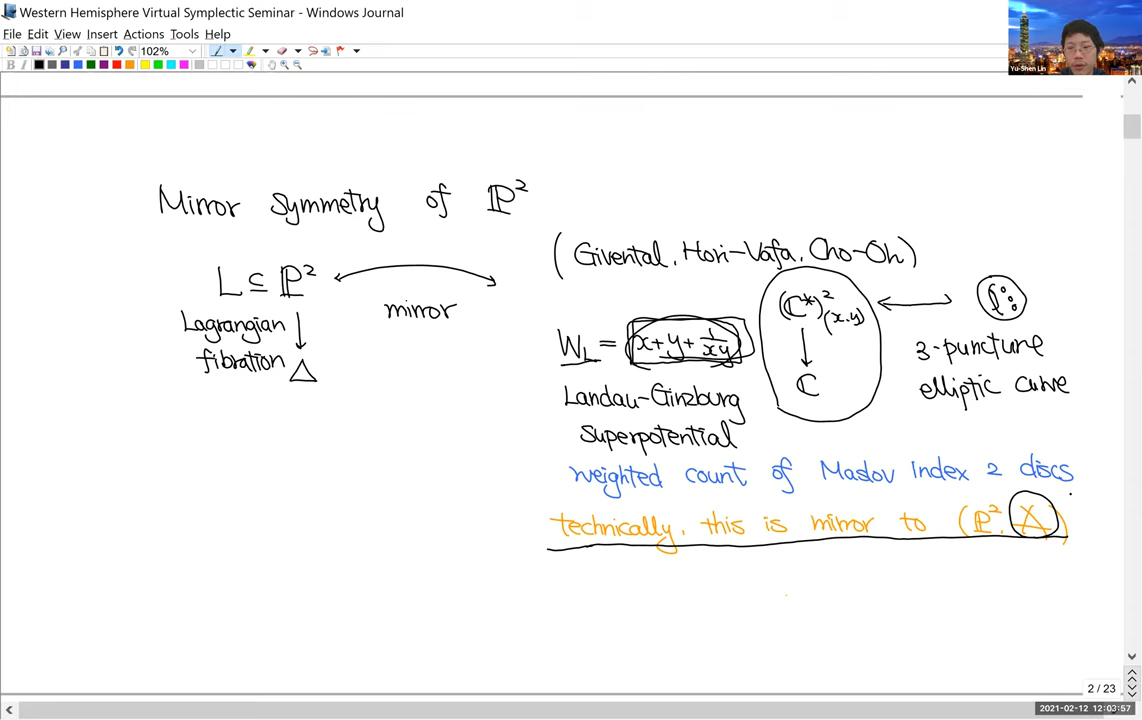 Western Hemisphere Virtual Symplectic Seminar - Windows Journal
File Edit View Insert Actions Tools Help
102%
B I
Yu-Shen Lin
Mirror Symmetry of ℙ²
(Givental, Hori-Vafa, Cho-Oh)
L ⊆ ℙ²
mirror
Lagrangian
fibration
W_L = x+y+1/xy
(ℂ*)²_(x,y)
ℂ
3-puncture
elliptic curve
Landau-Ginzburg
Superpotential
weighted count of Maslov Index 2 discs
technically, this is mirror to (ℙ², △)
2 / 23
2021-02-12 12:03:57